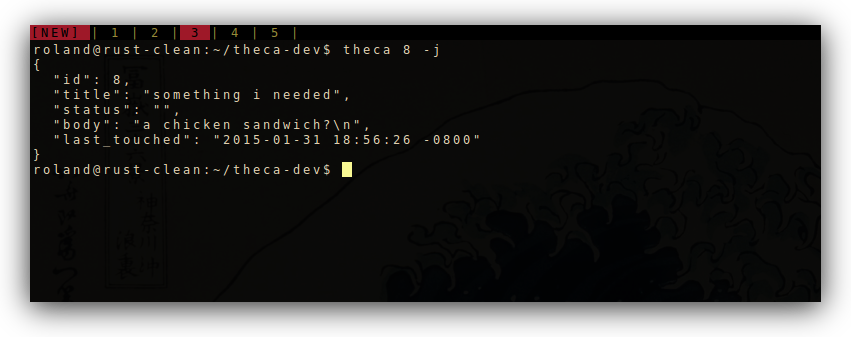 [NEW] | 1 | 2 | 3 | 4 | 5 |
roland@rust-clean:~/theca-dev$ theca 8 -j
{
  "id": 8,
  "title": "something i needed",
  "status": "",
  "body": "a chicken sandwich?\n",
  "last_touched": "2015-01-31 18:56:26 -0800"
}
roland@rust-clean:~/theca-dev$